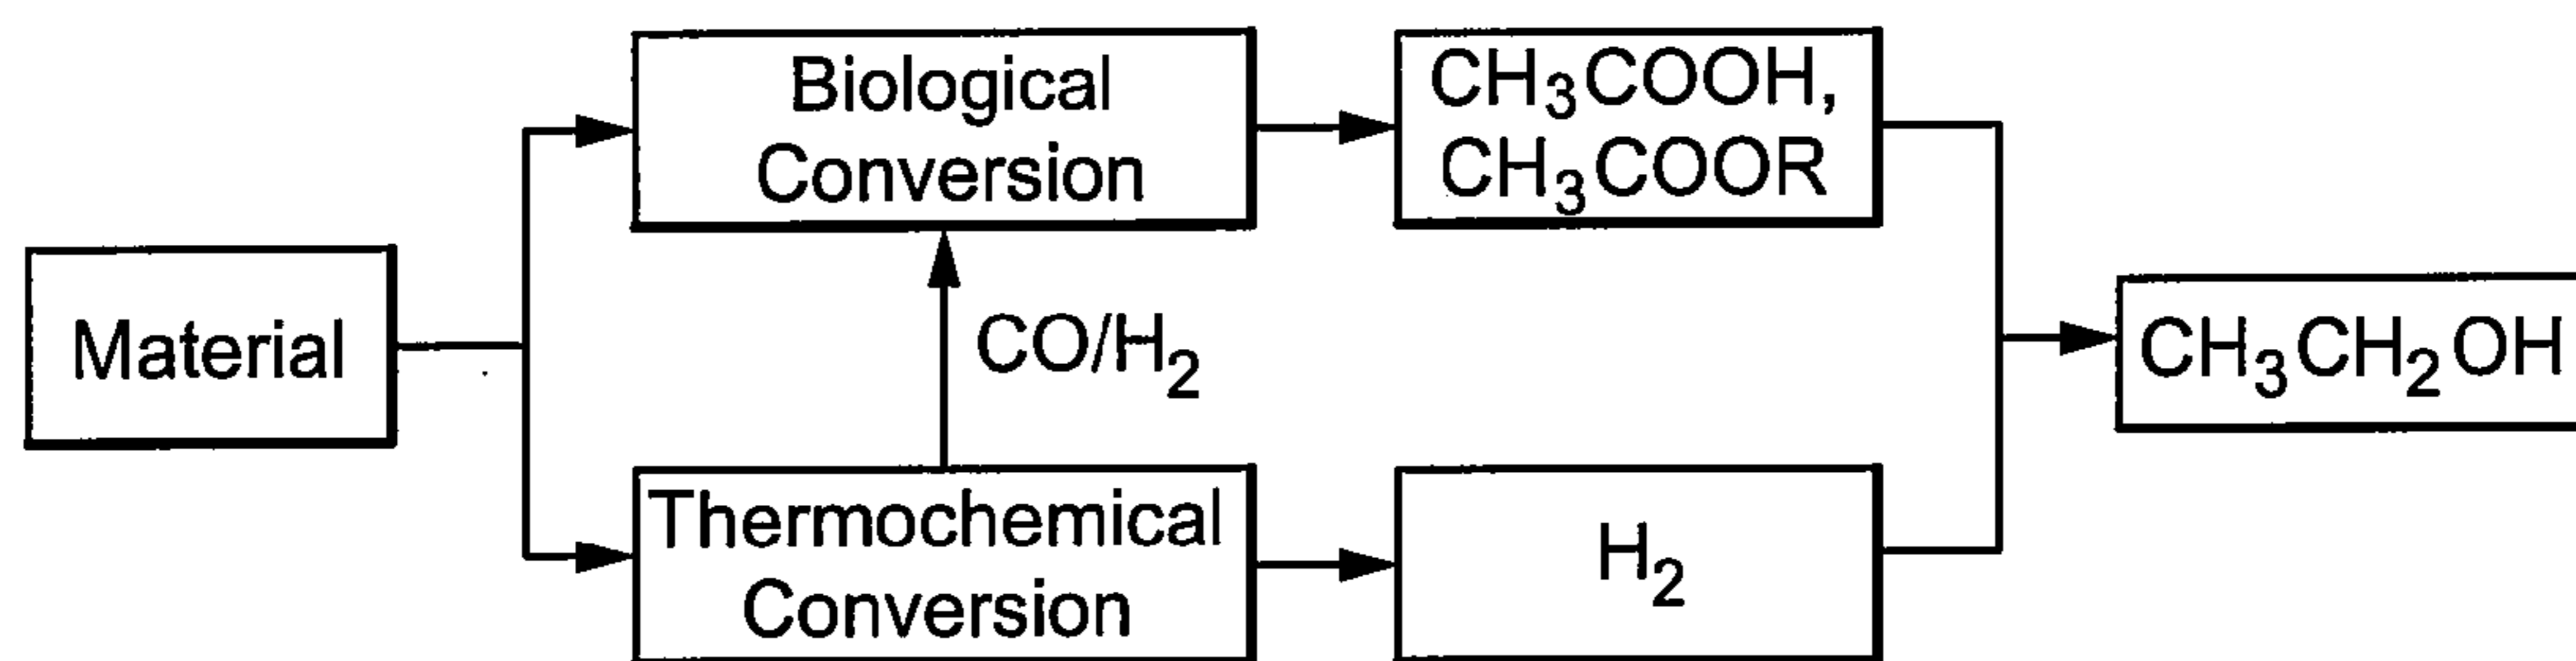 Biological
Conversion
CH₃COOH,
CH₃COOR
Material
CO/H₂
CH₃CH₂OH
Thermochemical
Conversion
H₂